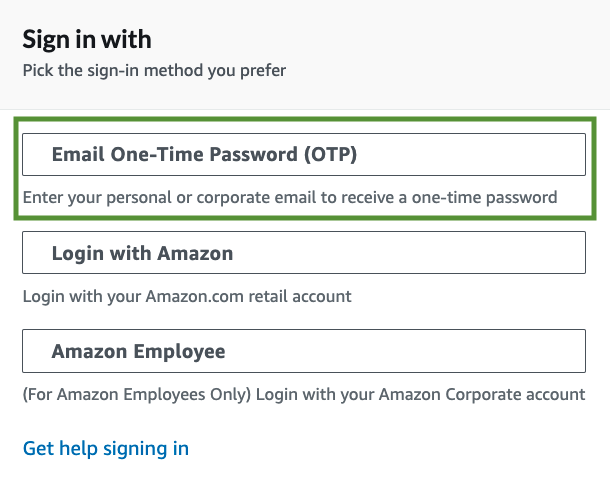 Sign in with
Pick the sign-in method you prefer
Email One-Time Password (OTP)
Enter your personal or corporate email to receive a one-time password
Login with Amazon
Login with your Amazon.com retail account
Amazon Employee
(For Amazon Employees Only) Login with your Amazon Corporate account
Get help signing in